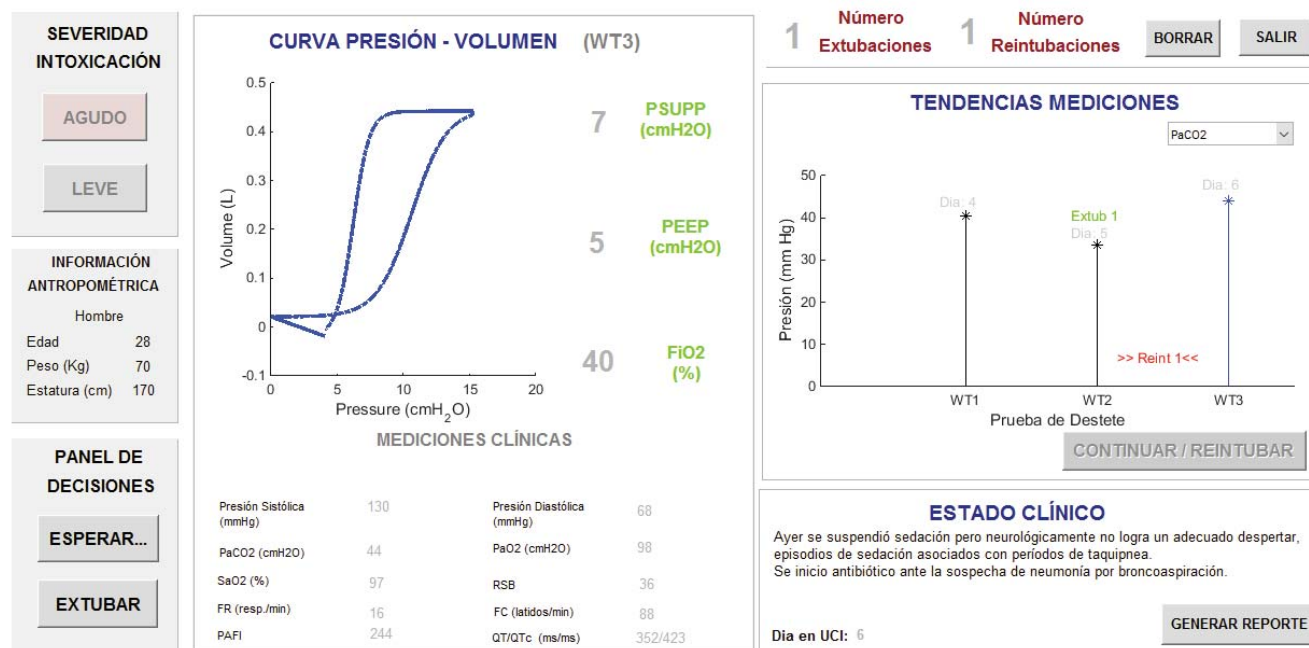 SEVERIDAD
INTOXICACIÓN
AGUDO
LEVE
INFORMACIÓN
ANTROPOMÉTRICA
Hombre
Edad 28
Peso (Kg) 70
Estatura (cm) 170
PANEL DE
DECISIONES
ESPERAR...
EXTUBAR
CURVA PRESIÓN - VOLUMEN (WT3)
0.5
0.4
0.3
0.2
0.1
0
-0.1
Volume (L)
0 5 10 15 20
Pressure (cmH2O)
7 PSUPP
(cmH2O)
5 PEEP
(cmH2O)
40 FiO2
(%)
MEDICIONES CLÍNICAS
Presión Sistólica
(mmHg) 130
Presión Diastólica
(mmHg) 68
PaCO2 (cmH2O) 44
PaO2 (cmH2O) 98
SaO2 (%) 97
RSB 36
FR (resp./min) 16
FC (latidos/min) 88
PAFI 244
QT/QTc (ms/ms) 352/423
1 Número
Extubaciones
1 Número
Reintubaciones
BORRAR
SALIR
TENDENCIAS MEDICIONES
PaCO2
50
40
30
20
10
0
Presión (mm Hg)
Dia: 4
Extub 1
Dia: 5
Dia: 6
>> Reint 1<<
WT1 WT2 WT3
Prueba de Destete
CONTINUAR / REINTUBAR
ESTADO CLÍNICO
Ayer se suspendió sedación pero neurológicamente no logra un adecuado despertar,
episodios de sedación asociados con períodos de taquipnea.
Se inicio antibiótico ante la sospecha de neumonía por broncoaspiración.
Dia en UCI: 6
GENERAR REPORTE